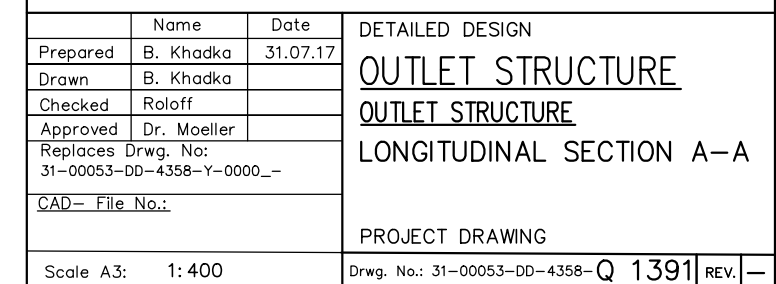 Name Date
Prepared B. Khadka 31.07.17
Drawn B. Khadka
Checked Roloff
Approved Dr. Moeller
Replaces Drwg. No:
31-00053-DD-4358-Y-0000_-
CAD- File No.:
Scale A3: 1:400
DETAILED DESIGN
OUTLET STRUCTURE
OUTLET STRUCTURE
LONGITUDINAL SECTION A-A
PROJECT DRAWING
Drwg. No.: 31-00053-DD-4358-Q 1391 REV. -